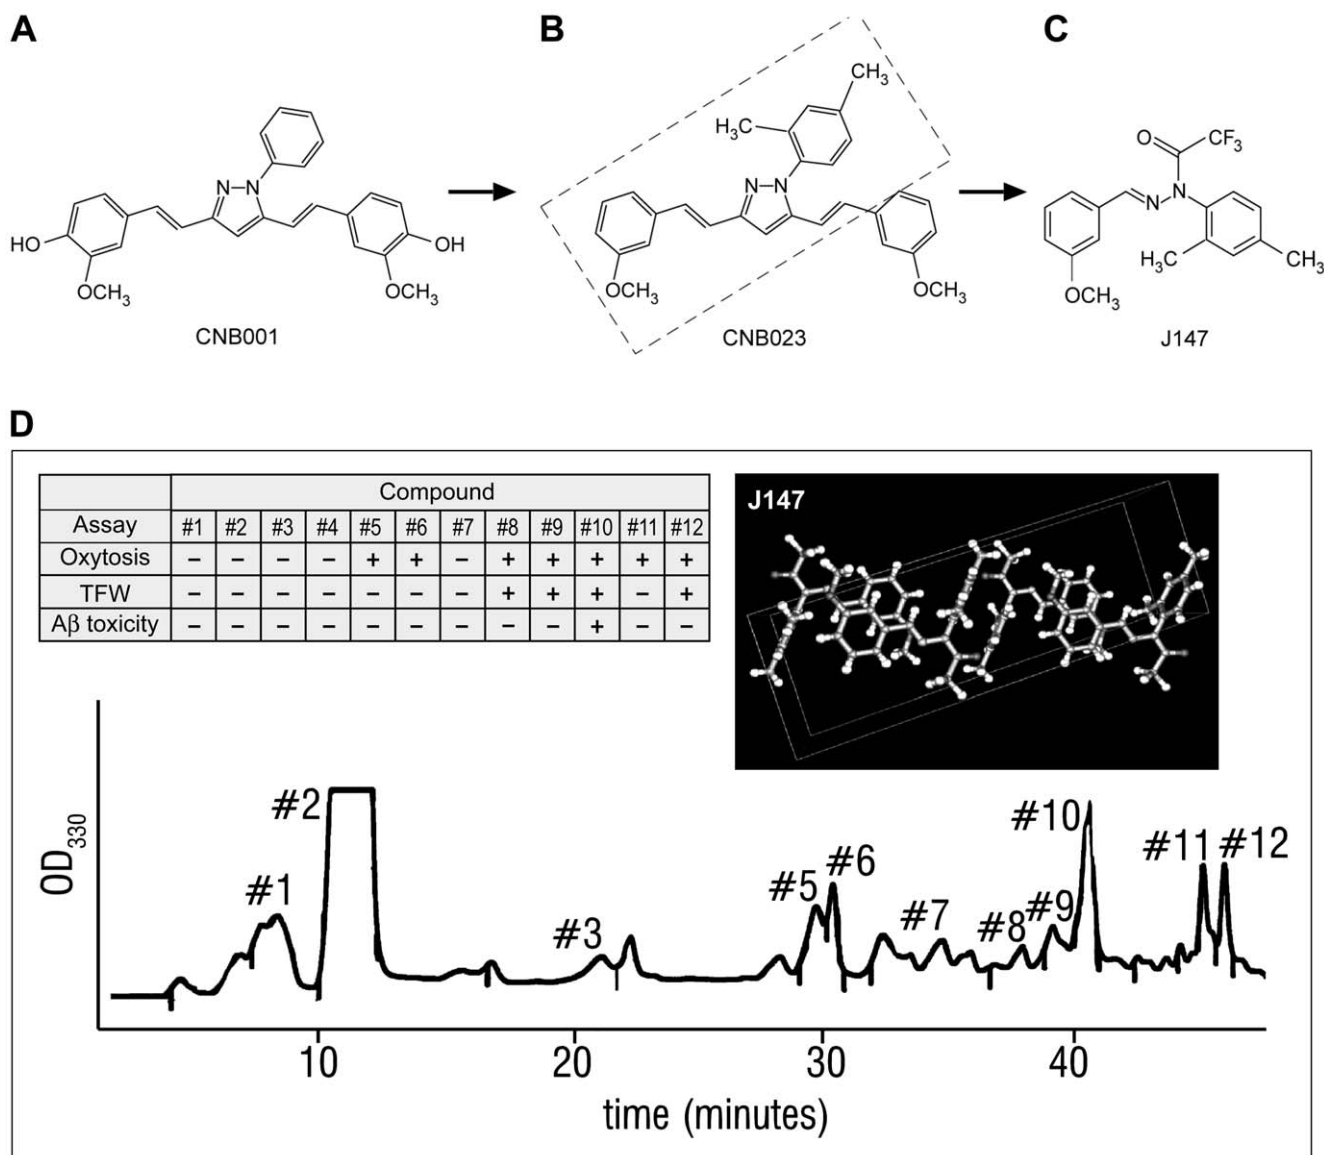 A
B
C
CH₃
H₃C
O
CF₃
N
N
N
N
N
N
HO
OH
OCH₃
OCH₃
OCH₃
OCH₃
H₃C
CH₃
OCH₃
CNB001
CNB023
J147
D
Compound
Assay #1 #2 #3 #4 #5 #6 #7 #8 #9 #10 #11 #12
Oxytosis − − − − + + − + + + + +
TFW − − − − − − − + + + − +
Aβ toxicity − − − − − − − − − + − −
J147
OD₃₃₀
#1
#2
#3
#5
#6
#7
#8
#9
#10
#11
#12
10 20 30 40
time (minutes)